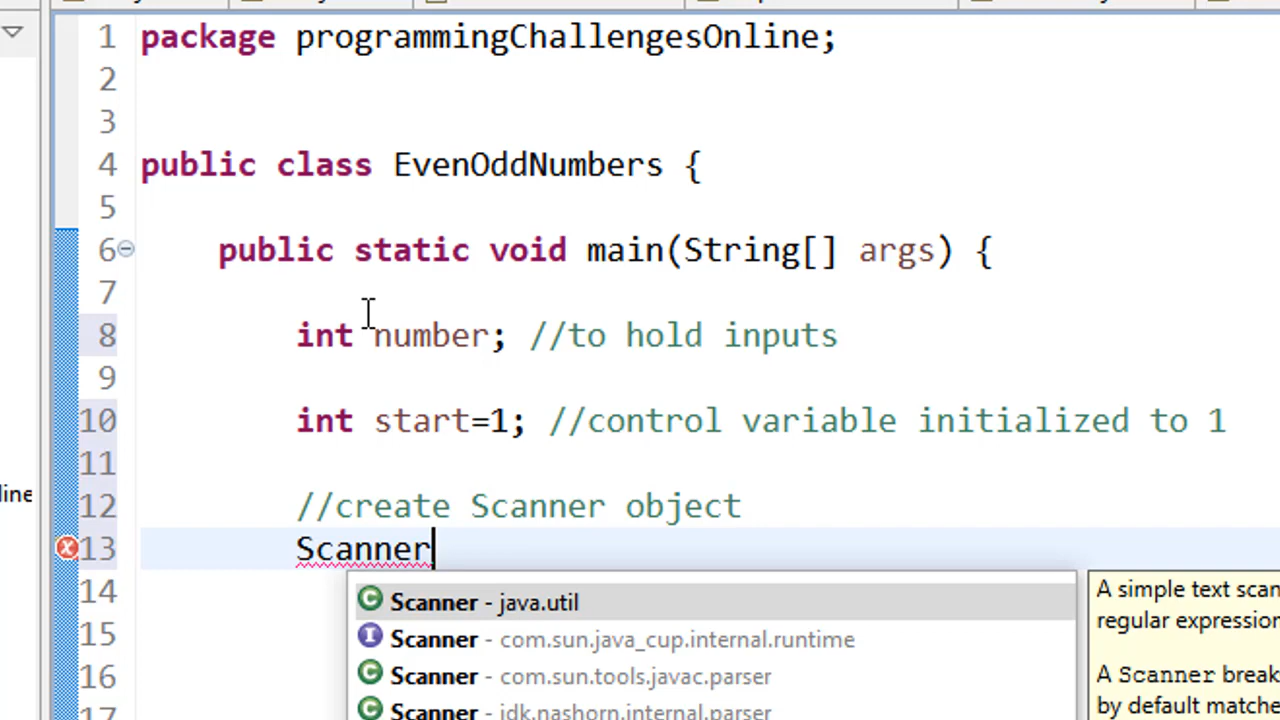 1 package programmingChallengesOnline;
2
3
4 public class EvenOddNumbers {
5
6 public static void main(String[] args) {
7
8 int number; //to hold inputs
9
10 int start=1; //control variable initialized to 1
11
line
12 //create Scanner object
13 Scanner
14
Scanner - java.util
15
Scanner - com.sun.java_cup.internal.runtime
16
Scanner - com.sun.tools.javac.parser
17
Scanner - jdk.nashorn.internal.parser
A simple text scan
regular expression
A Scanner break
by default matche